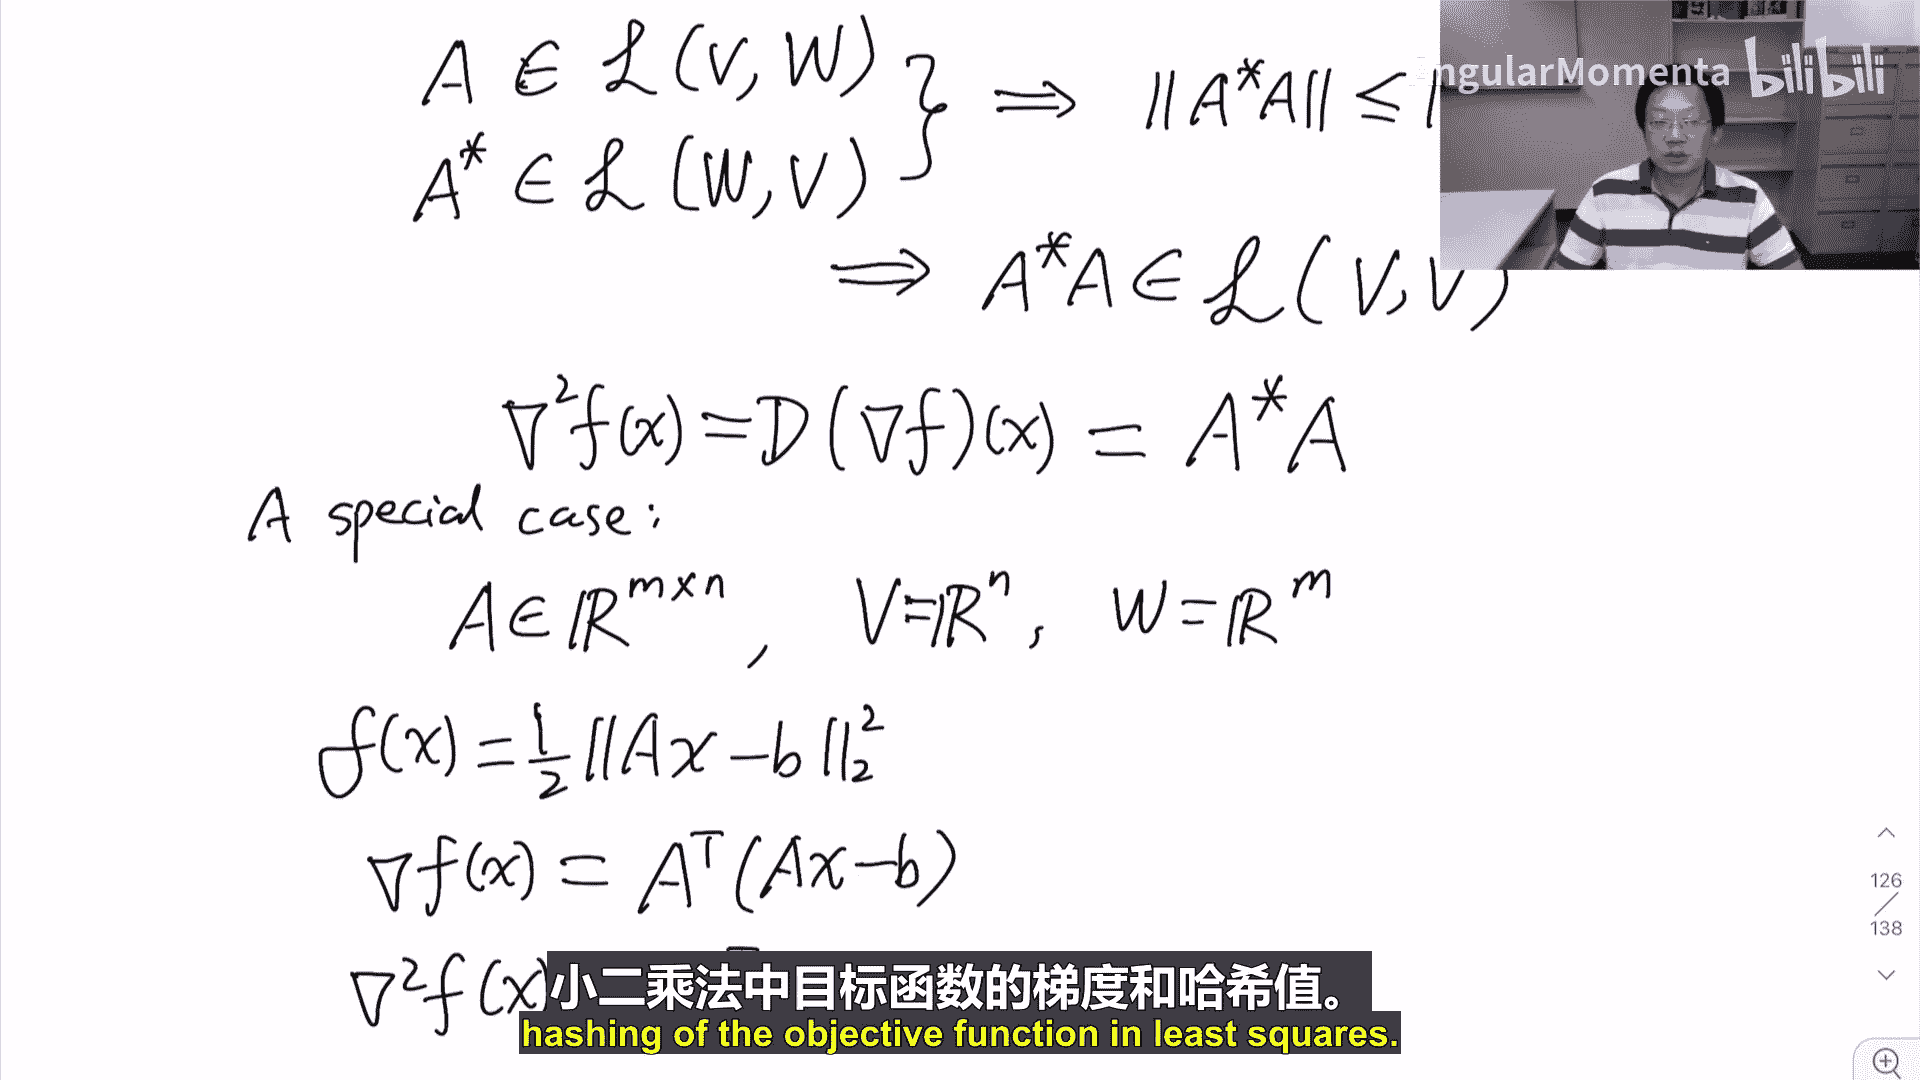 A ∈ ℒ(V, W)
A* ∈ ℒ(W, V)
} ⟹ ‖A*A‖ ≤
⟹ A*A ∈ ℒ(V, V)
∇²f(x) = D(∇f)(x) = A*A
A special case:
A ∈ ℝ^{m×n}, V=ℝ^n, W=ℝ^m
f(x) = ½‖Ax − b‖₂²
∇f(x) = Aᵀ(Ax−b)
∇²f(x)
ngularMomenta bilibili
126
/
138
小二乘法中目标函数的梯度和哈希值。
hashing of the objective function in least squares.